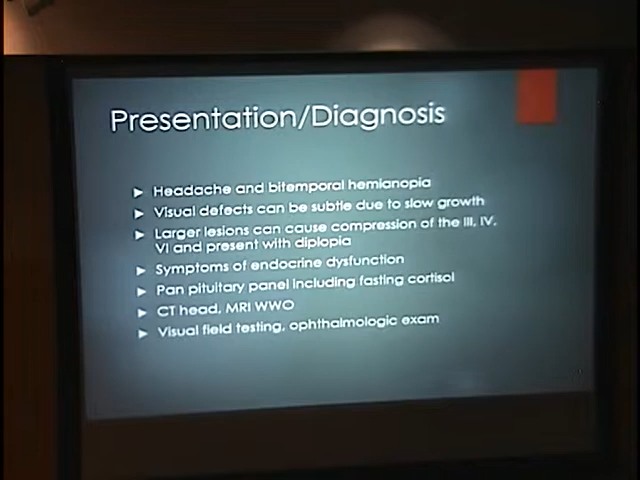 Presentation/Diagnosis
Headache and bitemporal hemianopia
Visual defects can be subtle due to slow growth
Larger lesions can cause compression of the III, IV,
VI and present with diplopia
Symptoms of endocrine dysfunction
Pan pituitary panel including fasting cortisol
CT head, MRI WWO
Visual field testing, ophthalmologic exam